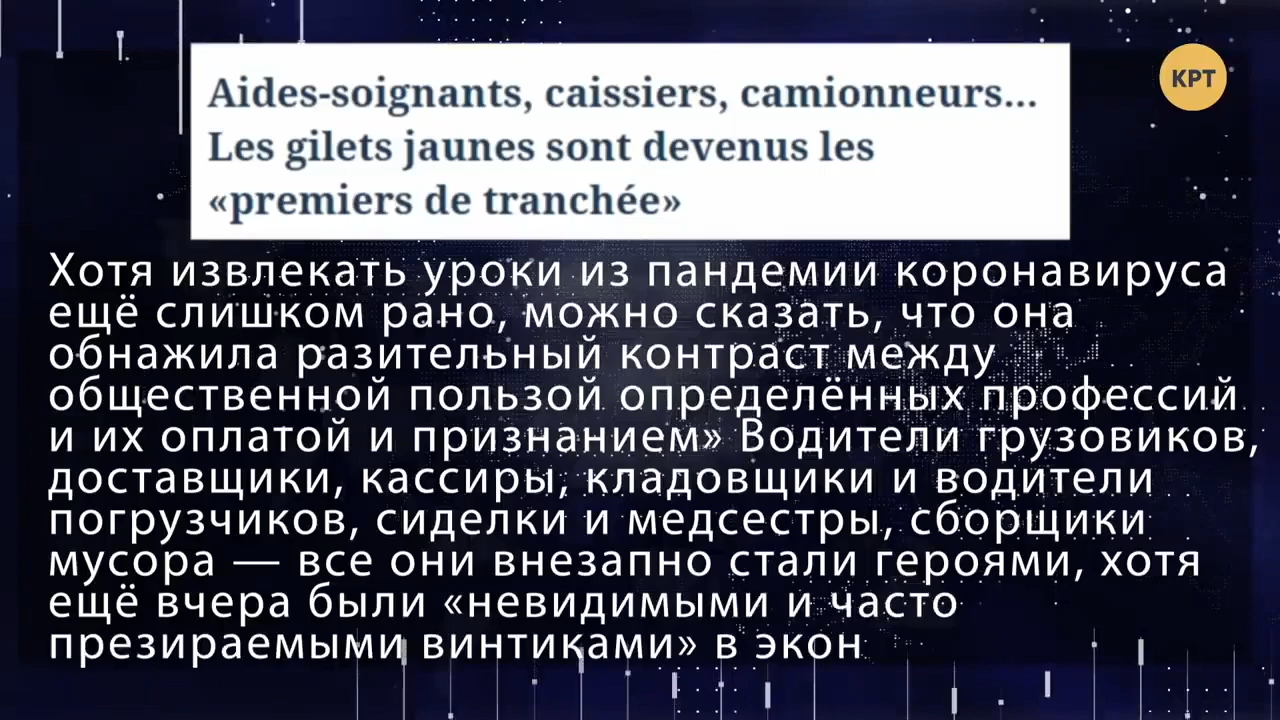 Aides-soignants, caissiers, camionneurs...
Les gilets jaunes sont devenus les
«premiers de tranchée»
КРТ
Хотя извлекать уроки из пандемии коронавируса
ещё слишком рано, можно сказать, что она
обнажила разительный контраст между
общественной пользой определённых профессий
и их оплатой и признанием» Водители грузовиков,
доставщики, кассиры, кладовщики и водители
погрузчиков, сиделки и медсестры, сборщики
мусора — все они внезапно стали героями, хотя
ещё вчера были «невидимыми и часто
презираемыми винтиками» в экон